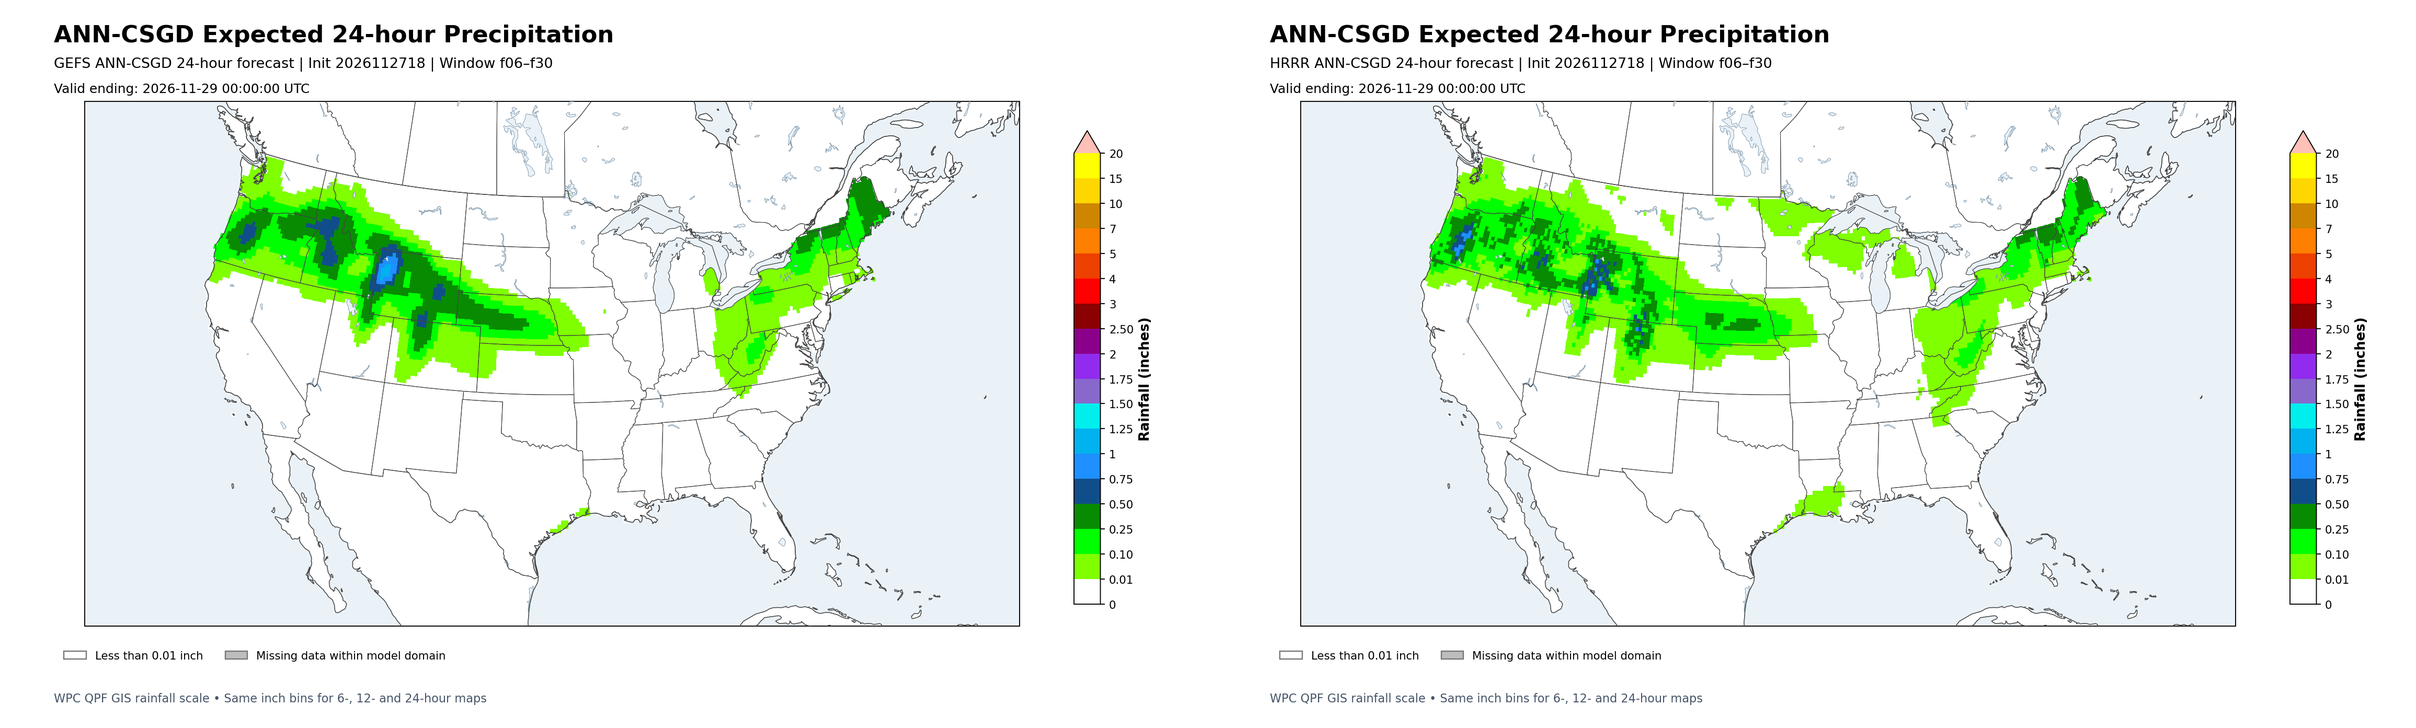 ANN-CSGD Expected 24-hour Precipitation
GEFS ANN-CSGD 24-hour forecast | Init 2026112718 | Window f06–f30
Valid ending: 2026-11-29 00:00:00 UTC
20
15
10
7
5
4
3
2.50
2
1.75
1.50
1.25
1
0.75
0.50
0.25
0.10
0.01
0
Rainfall (inches)
Less than 0.01 inch
Missing data within model domain
WPC QPF GIS rainfall scale • Same inch bins for 6-, 12- and 24-hour maps
ANN-CSGD Expected 24-hour Precipitation
HRRR ANN-CSGD 24-hour forecast | Init 2026112718 | Window f06–f30
Valid ending: 2026-11-29 00:00:00 UTC
20
15
10
7
5
4
3
2.50
2
1.75
1.50
1.25
1
0.75
0.50
0.25
0.10
0.01
0
Rainfall (inches)
Less than 0.01 inch
Missing data within model domain
WPC QPF GIS rainfall scale • Same inch bins for 6-, 12- and 24-hour maps